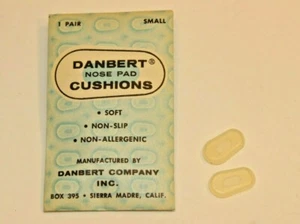 1 PAIR SMALL
DANBERT®
NOSE PAD
CUSHIONS
• SOFT
• NON-SLIP
• NON-ALLERGENIC
MANUFACTURED BY
DANBERT COMPANY
INC.
BOX 395 • SIERRA MADRE, CALIF.